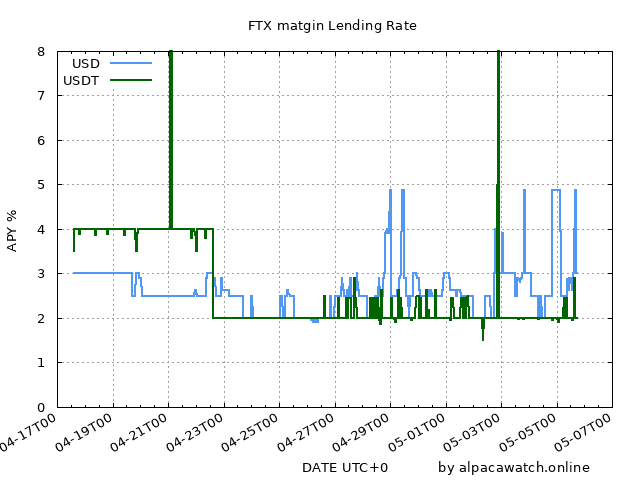 FTX matgin Lending Rate
USD
USDT
8
7
6
5
4
3
2
1
0
APY %
04-17T00
04-19T00
04-21T00
04-23T00
04-25T00
04-27T00
04-29T00
05-01T00
05-03T00
05-05T00
05-07T00
DATE UTC+0
by alpacawatch.online